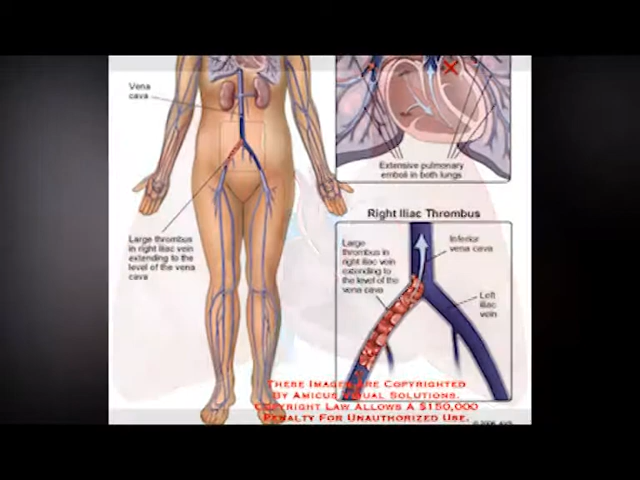 Vena
cava
Large thrombus
in right iliac vein
extending to the
level of the vena
cava
Extensive pulmonary
emboli in both lungs
Right Iliac Thrombus
Large
thrombus in
right iliac vein
extending to
the level of the
vena cava
Inferior
vena cava
Left
iliac
vein
These Images Are Copyrighted
By Amicus Visual Solutions.
Copyright Law Allows A $150,000
Penalty For Unauthorized Use.